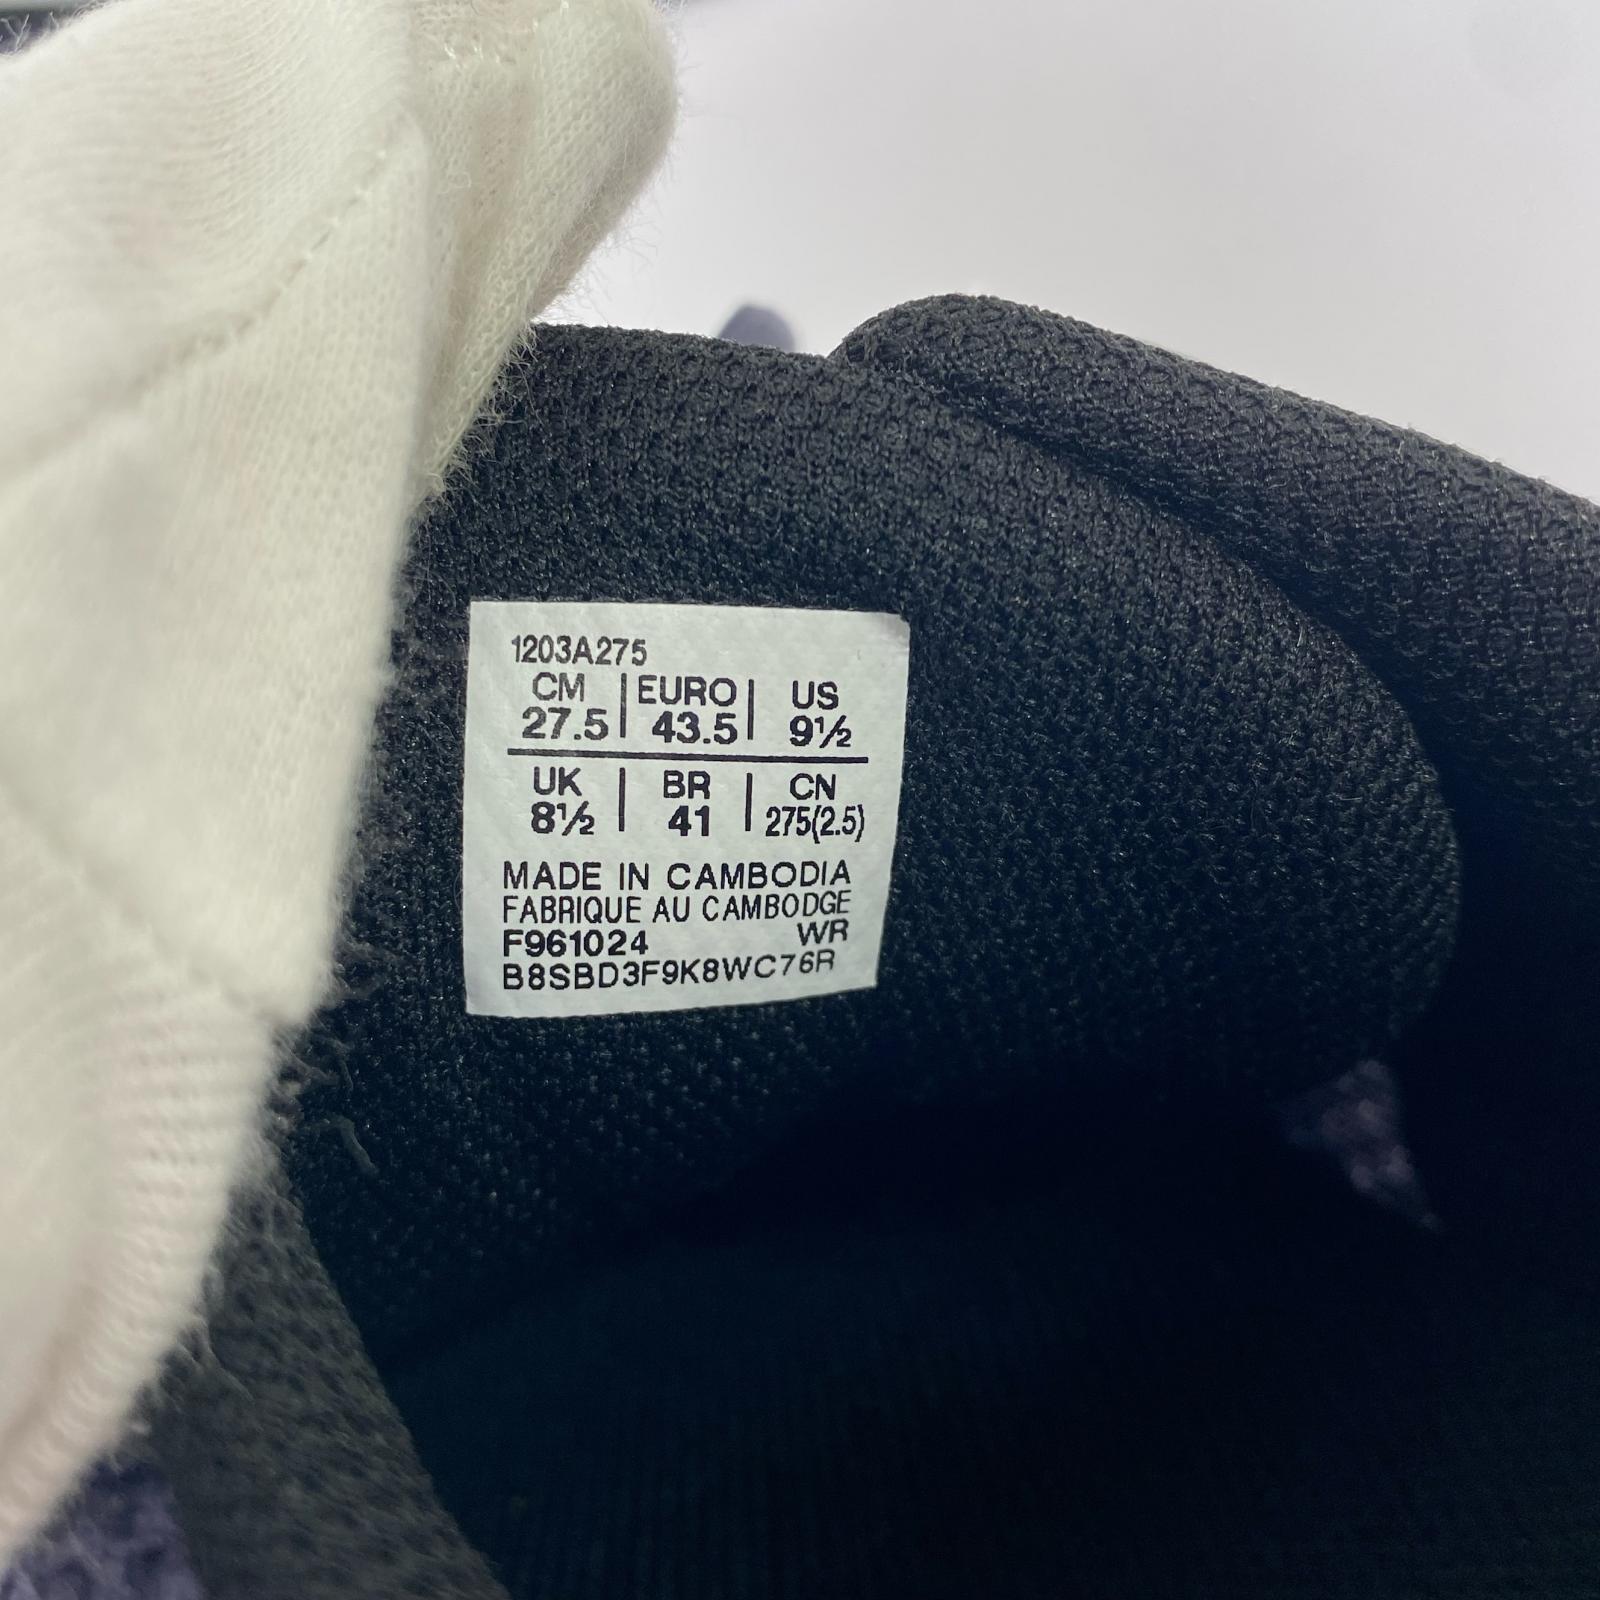 1203A275
CM | EURO | US
27.5 | 43.5 | 9½
UK | BR | CN
8½ | 41 | 275(2.5)
MADE IN CAMBODIA
FABRIQUE AU CAMBODGE
F961024 WR
B8SBD3F9K8WC76R